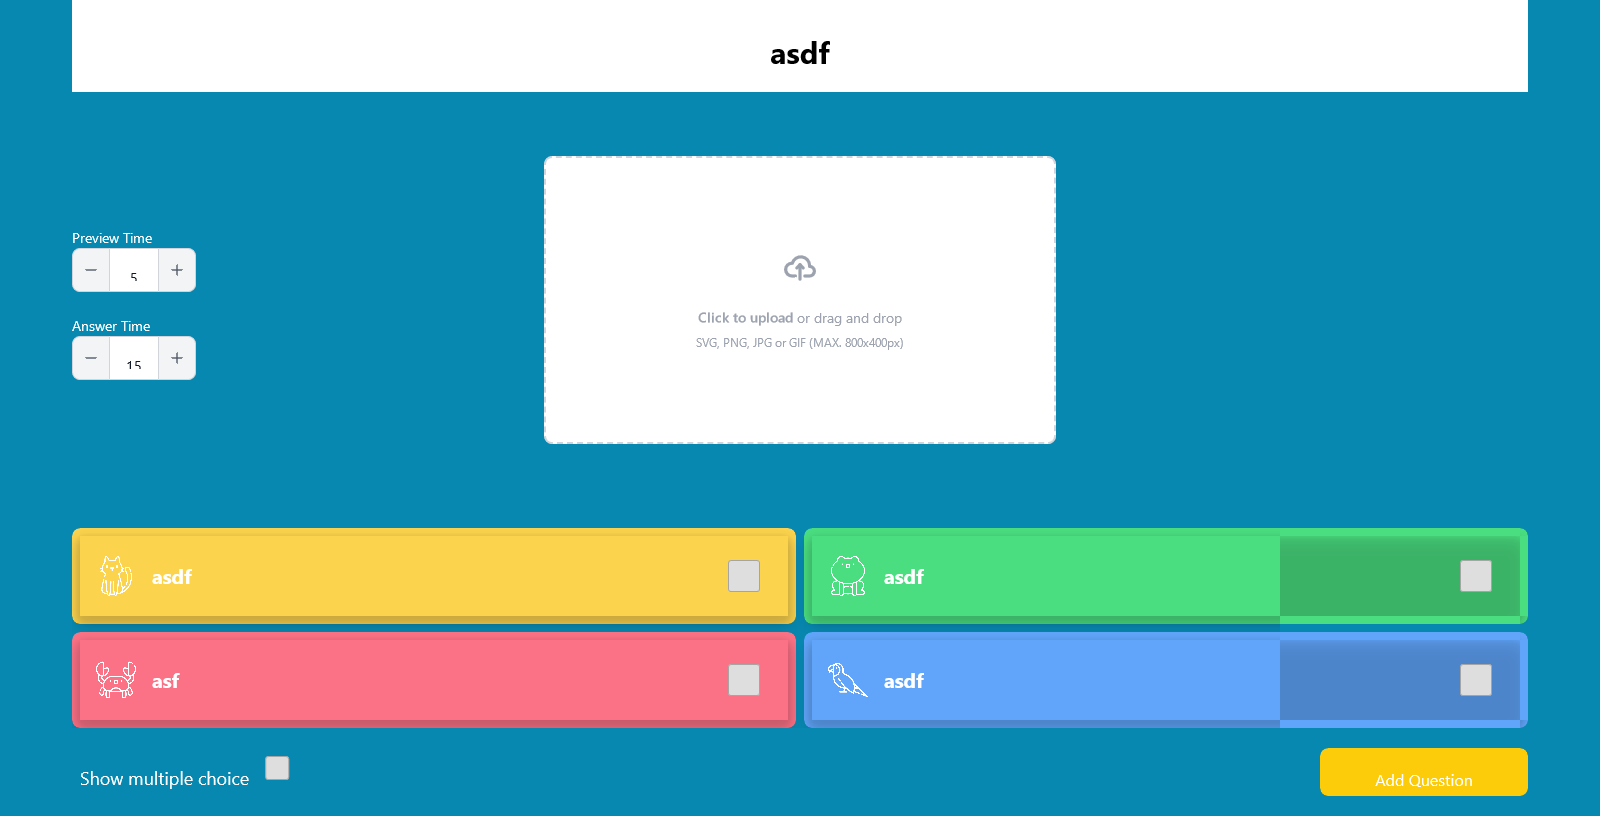 asdf
Preview Time
5
Answer Time
15
Click to upload or drag and drop
SVG, PNG, JPG or GIF (MAX. 800x400px)
asdf
asdf
asf
asdf
Show multiple choice
Add Question